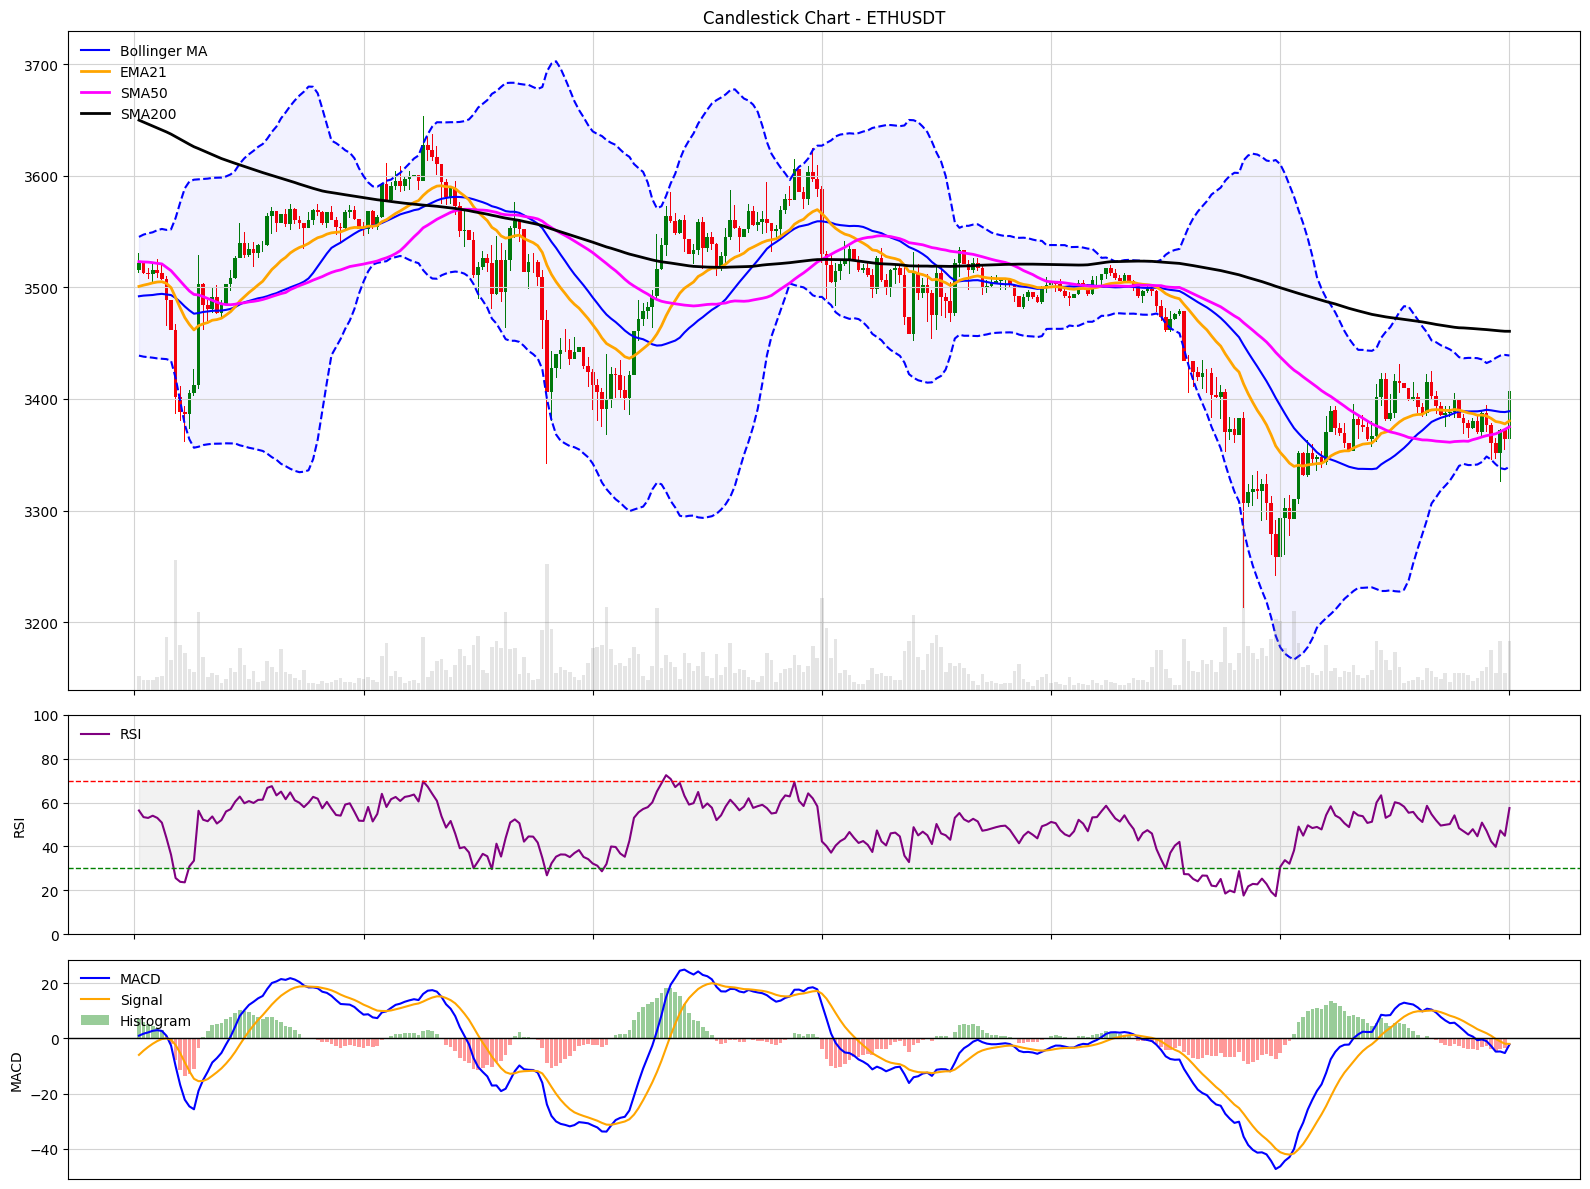 Candlestick Chart - ETHUSDT
Bollinger MA
EMA21
SMA50
SMA200
3700
3600
3500
3400
3300
3200
RSI
100
80
60
40
20
0
RSI
MACD
Signal
Histogram
20
0
−20
−40
MACD